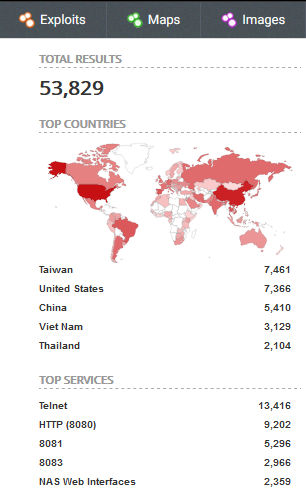 Exploits Maps Images
TOTAL RESULTS
53,829
TOP COUNTRIES
Taiwan 7,461
United States 7,366
China 5,410
Viet Nam 3,129
Thailand 2,104
TOP SERVICES
Telnet 13,416
HTTP (8080) 9,202
8081 5,296
8083 2,966
NAS Web Interfaces 2,359